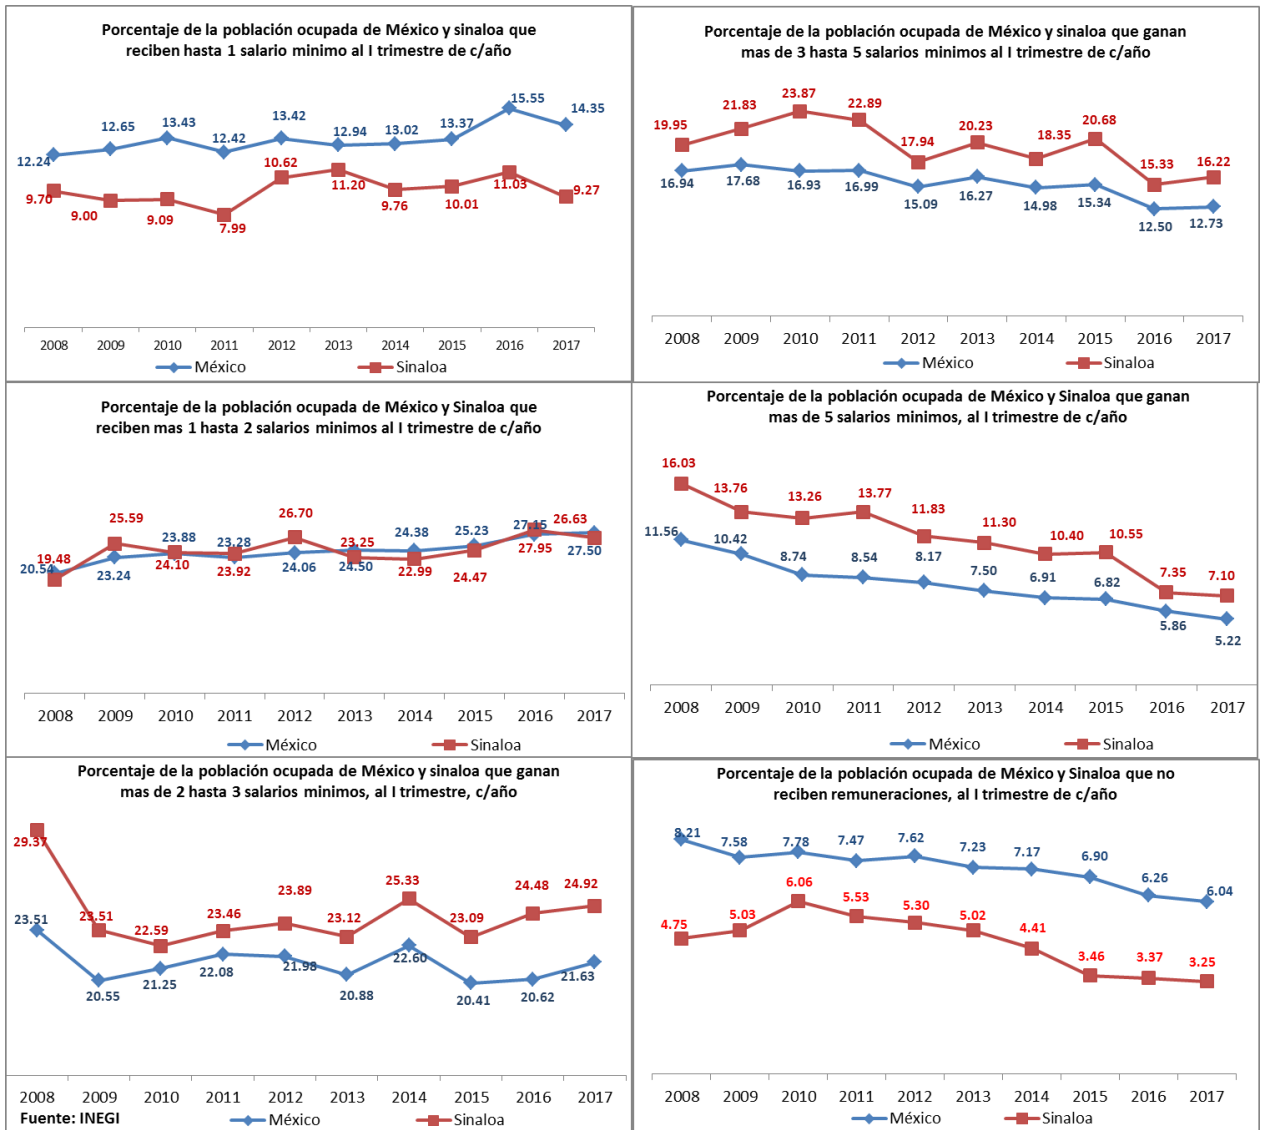 Porcentaje de la población ocupada de México y sinaloa que
reciben hasta 1 salario minimo al I trimestre de c/año
12.24 12.65 13.43 12.42 13.42 12.94 13.02 13.37 15.55 14.35
9.70 9.00 9.09 7.99 10.62 11.20 9.76 10.01 11.03 9.27
2008 2009 2010 2011 2012 2013 2014 2015 2016 2017
México Sinaloa
Porcentaje de la población ocupada de México y sinaloa que ganan
mas de 3 hasta 5 salarios minimos al I trimestre de c/año
19.95 21.83 23.87 22.89 17.94 20.23 18.35 20.68 15.33 16.22
16.94 17.68 16.93 16.99 15.09 16.27 14.98 15.34 12.50 12.73
2008 2009 2010 2011 2012 2013 2014 2015 2016 2017
México Sinaloa
Porcentaje de la población ocupada de México y Sinaloa que
reciben mas 1 hasta 2 salarios minimos al I trimestre de c/año
19.48 25.59 24.10 23.92 26.70 23.25 22.99 24.47 27.95 26.63
20.54 23.24 23.88 23.28 24.06 24.50 24.38 25.23 27.15 27.50
2008 2009 2010 2011 2012 2013 2014 2015 2016 2017
México Sinaloa
Porcentaje de la población ocupada de México y Sinaloa que ganan
mas de 5 salarios minimos, al I trimestre de c/año
16.03 13.76 13.26 13.77 11.83 11.30 10.40 10.55 7.35 7.10
11.56 10.42 8.74 8.54 8.17 7.50 6.91 6.82 5.86 5.22
2008 2009 2010 2011 2012 2013 2014 2015 2016 2017
México Sinaloa
Porcentaje de la población ocupada de México y sinaloa que ganan
mas de 2 hasta 3 salarios minimos, al I trimestre, c/año
29.37 23.51 22.59 23.46 23.89 23.12 25.33 23.09 24.48 24.92
23.51 20.55 21.25 22.08 21.98 20.88 22.60 20.41 20.62 21.63
2008 2009 2010 2011 2012 2013 2014 2015 2016 2017
Fuente: INEGI México Sinaloa
Porcentaje de la población ocupada de México y Sinaloa que no
reciben remuneraciones, al I trimestre de c/año
8.21 7.58 7.78 7.47 7.62 7.23 7.17 6.90 6.26 6.04
4.75 5.03 6.06 5.53 5.30 5.02 4.41 3.46 3.37 3.25
2008 2009 2010 2011 2012 2013 2014 2015 2016 2017
México Sinaloa